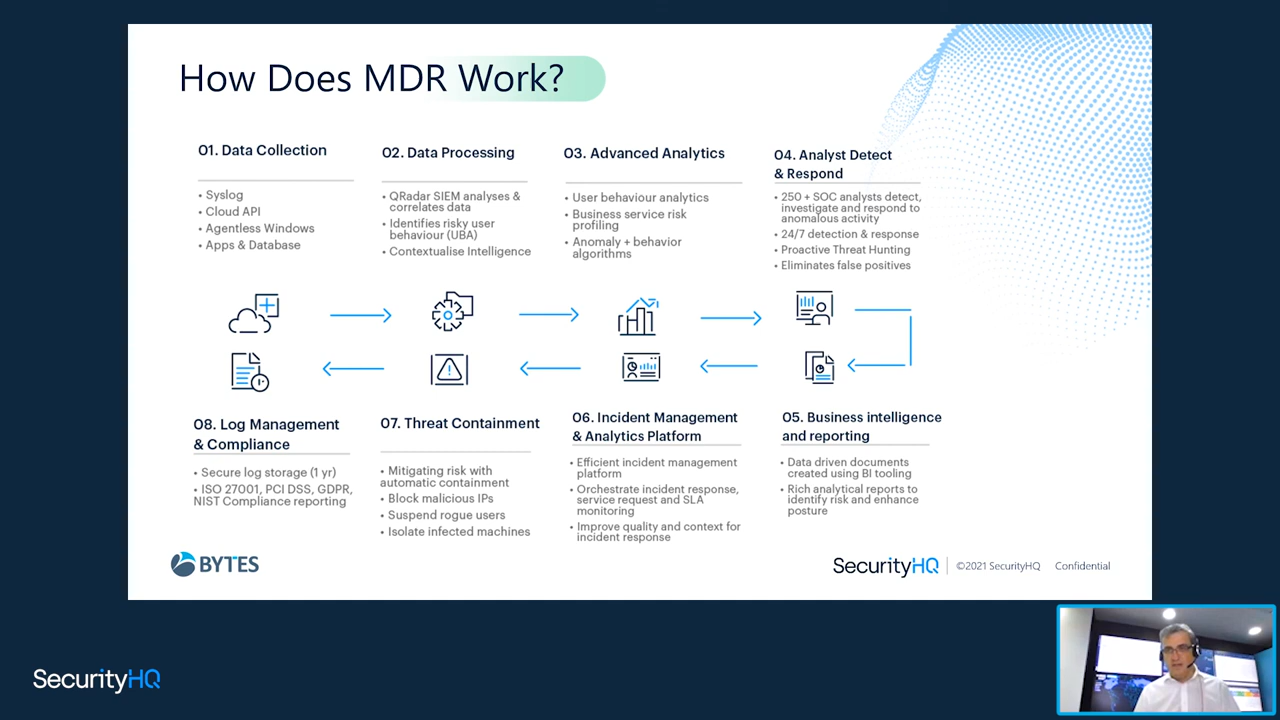 How Does MDR Work?
01. Data Collection
• Syslog
• Cloud API
• Agentless Windows
• Apps & Database
02. Data Processing
• QRadar SIEM analyses &
correlates data
• Identifies risky user
behaviour (UBA)
• Contextualise Intelligence
03. Advanced Analytics
• User behaviour analytics
• Business service risk
profiling
• Anomaly + behavior
algorithms
04. Analyst Detect
& Respond
• 250 + SOC analysts detect,
investigate and respond to
anomalous activity
• 24/7 detection & response
• Proactive Threat Hunting
• Eliminates false positives
08. Log Management
& Compliance
• Secure log storage (1 yr)
• ISO 27001, PCI DSS, GDPR,
NIST Compliance reporting
07. Threat Containment
• Mitigating risk with
automatic containment
• Block malicious IPs
• Suspend rogue users
• Isolate infected machines
06. Incident Management
& Analytics Platform
• Efficient incident management
platform
• Orchestrate incident response,
service request and SLA
monitoring
• Improve quality and context for
incident response
05. Business intelligence
and reporting
• Data driven documents
created using BI tooling
• Rich analytical reports to
identify risk and enhance
posture
BYTES
SecurityHQ
©2021 SecurityHQ Confidential
SecurityHQ